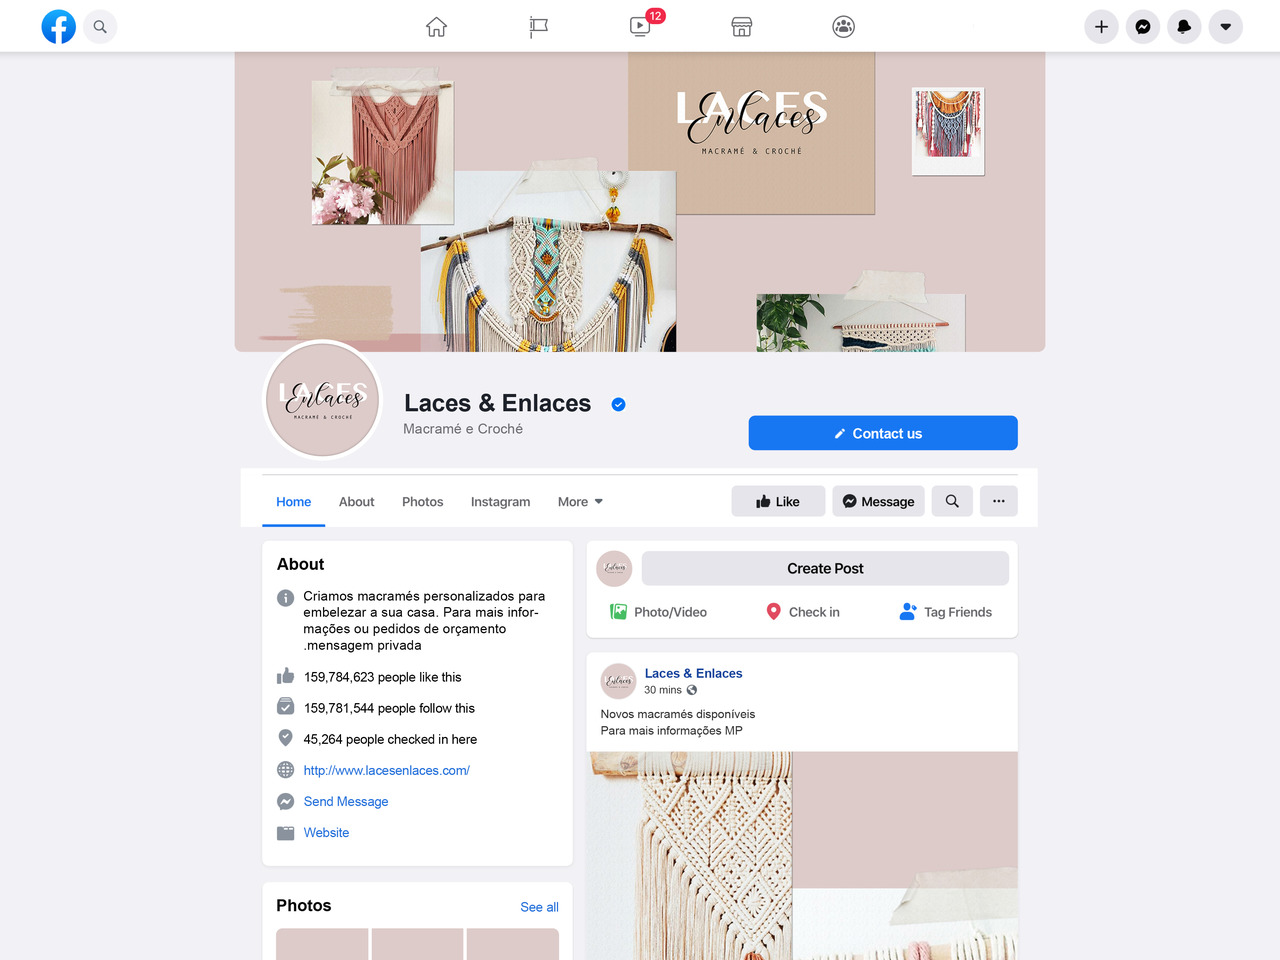 12
LACES
Enlaces
MACRAMÉ & CROCHÉ
LACES
Enlaces
MACRAMÉ & CROCHÉ
Laces & Enlaces
Macramé e Croché
Contact us
Home About Photos Instagram More
Like Message
About
Criamos macramés personalizados para
embelezar a sua casa. Para mais infor-
mações ou pedidos de orçamento
.mensagem privada
159,784,623 people like this
159,781,544 people follow this
45,264 people checked in here
http://www.lacesenlaces.com/
Send Message
Website
Photos See all
Enlaces
Create Post
Photo/Video Check in Tag Friends
Enlaces
Laces & Enlaces
30 mins
Novos macramés disponíveis
Para mais informações MP